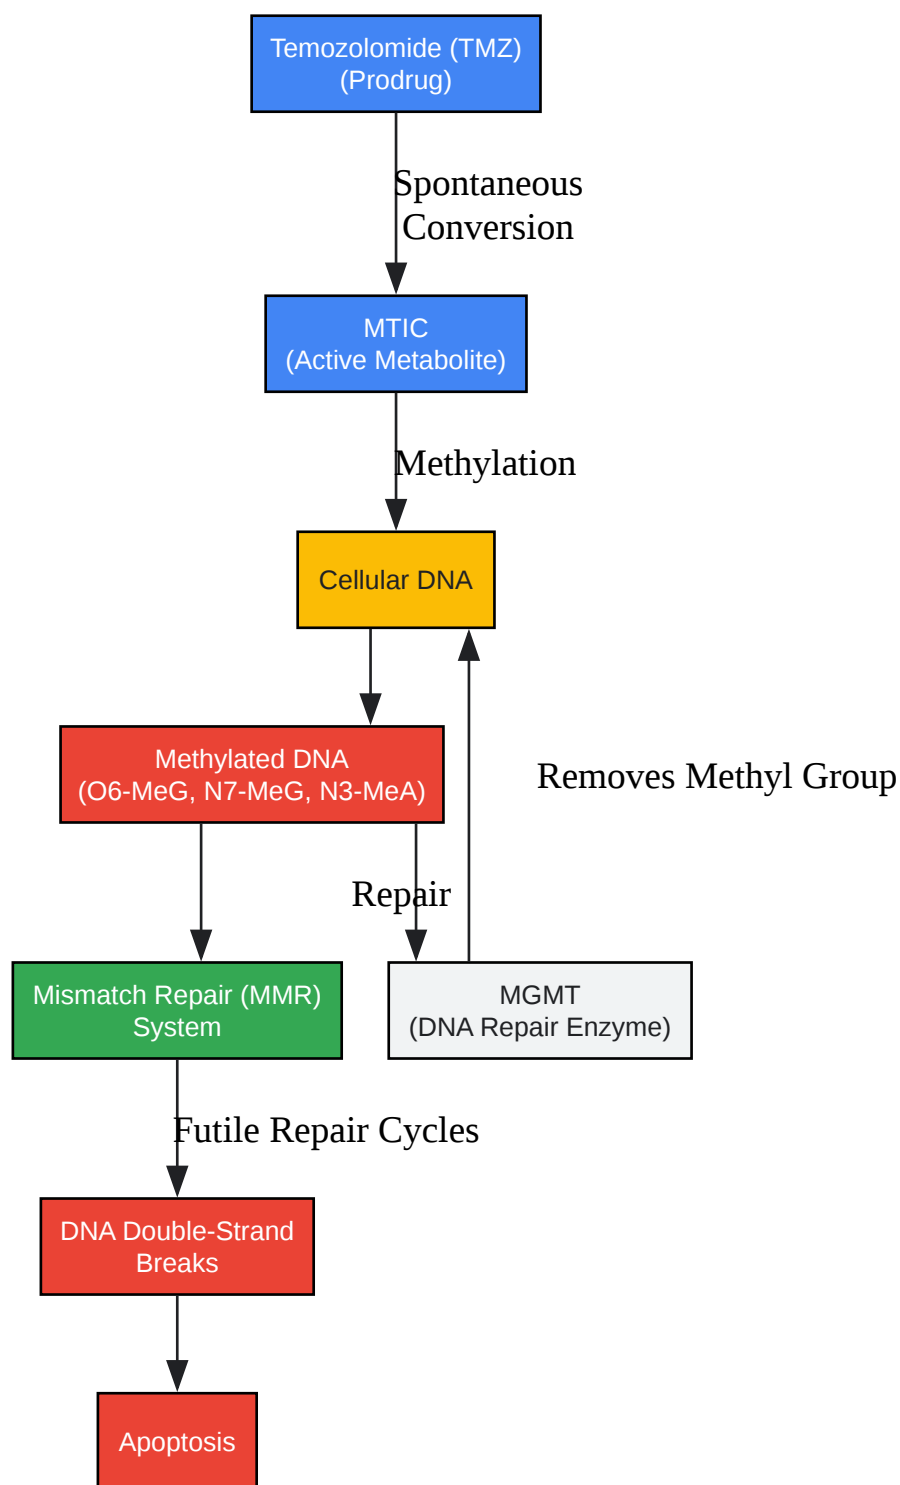 Temozolomide (TMZ)
(Prodrug)
Spontaneous
Conversion
MTIC
(Active Metabolite)
Methylation
Cellular DNA
Methylated DNA
(O6-MeG, N7-MeG, N3-MeA)
Removes Methyl Group
Repair
Mismatch Repair (MMR)
System
MGMT
(DNA Repair Enzyme)
Futile Repair Cycles
DNA Double-Strand
Breaks
Apoptosis